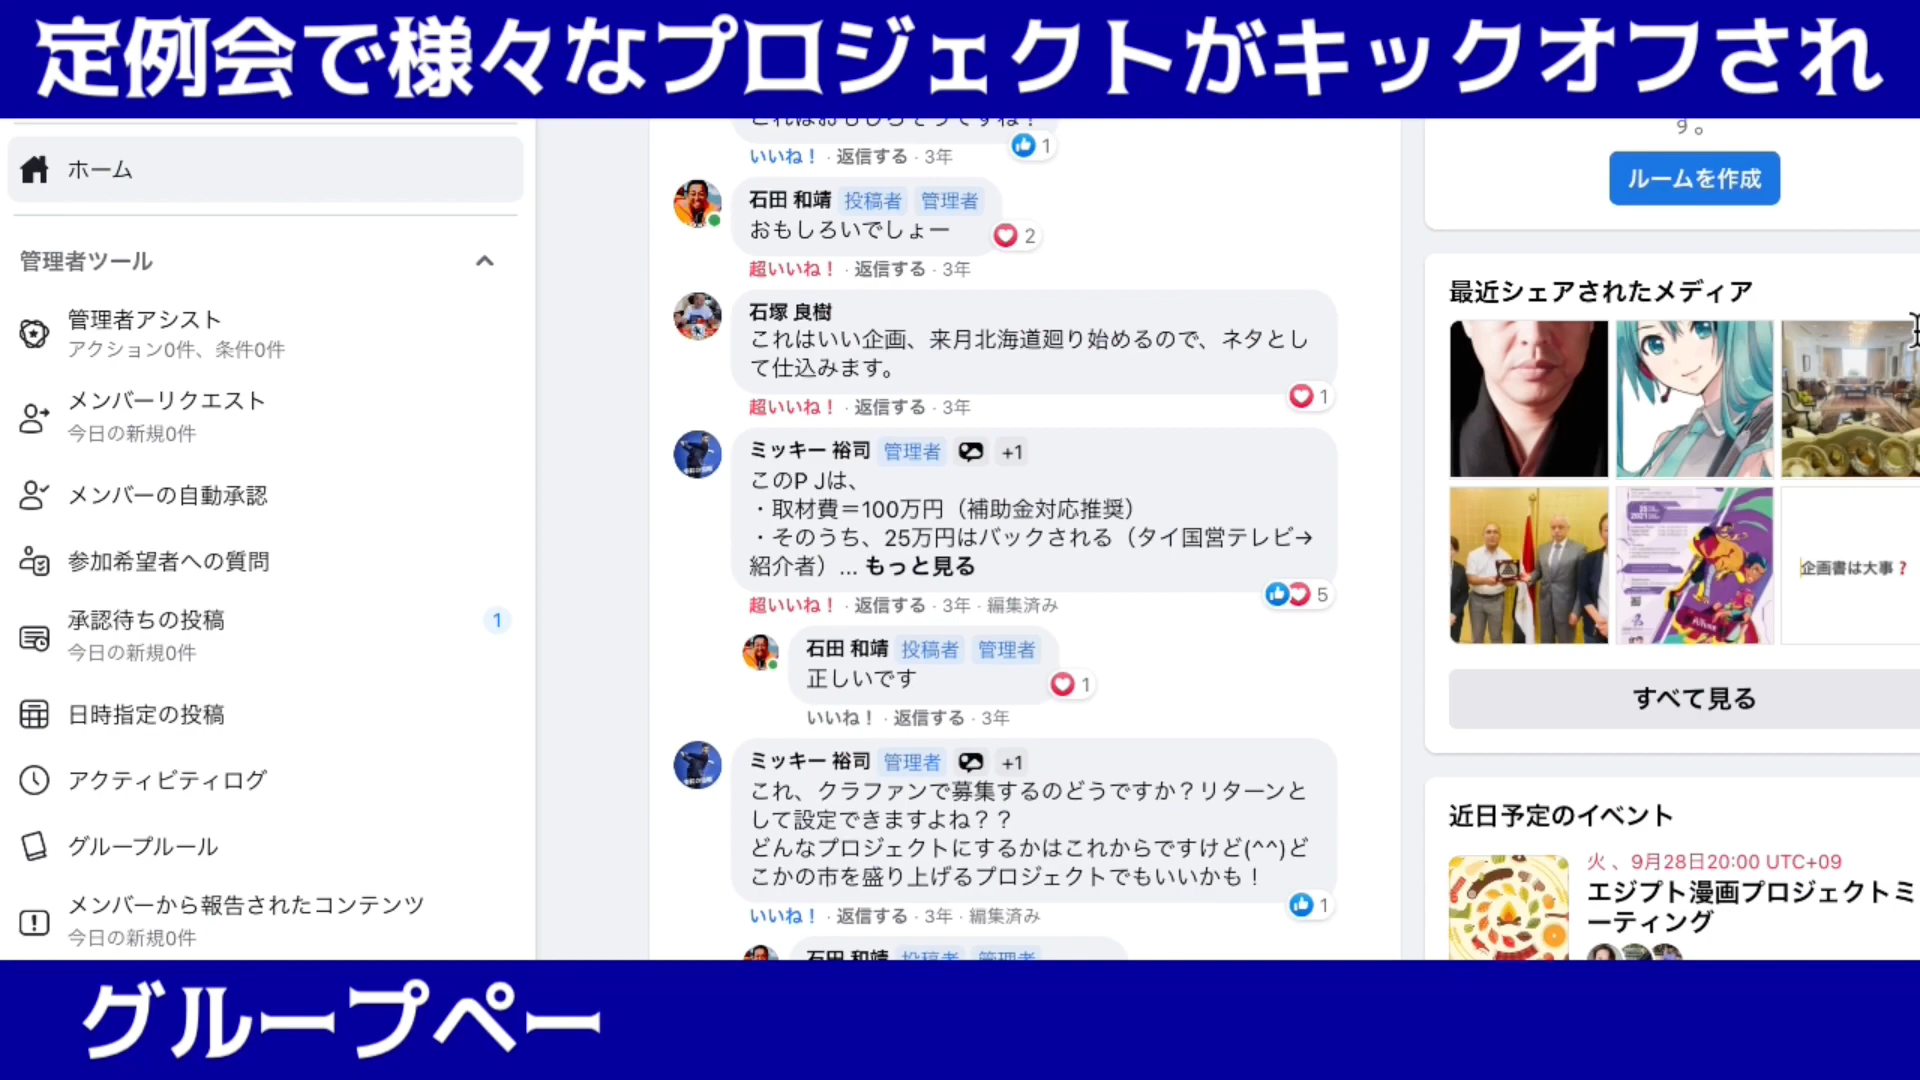 定例会で様々なプロジェクトがキックオフされ
ホーム
管理者ツール
管理者アシスト
アクション0件、条件0件
メンバーリクエスト
今日の新規0件
メンバーの自動承認
参加希望者への質問
承認待ちの投稿
1
今日の新規0件
日時指定の投稿
アクティビティログ
グループルール
メンバーから報告されたコンテンツ
今日の新規0件
これはおもしろそうですね！
1
いいね！ · 返信する · 3年
石田 和靖 投稿者 管理者
おもしろいでしょー
2
超いいね！ · 返信する · 3年
石塚 良樹
これはいい企画、来月北海道廻り始めるので、ネタとし
て仕込みます。
1
超いいね！ · 返信する · 3年
ミッキー 裕司 管理者 +1
このP Jは、
・取材費＝100万円（補助金対応推奨）
・そのうち、25万円はバックされる（タイ国営テレビ→
紹介者）... もっと見る
5
超いいね！ · 返信する · 3年 · 編集済み
石田 和靖 投稿者 管理者
正しいです
1
いいね！ · 返信する · 3年
ミッキー 裕司 管理者 +1
これ、クラファンで募集するのどうですか？リターンと
して設定できますよね？？
どんなプロジェクトにするかはこれからですけど(^^)ど
こかの市を盛り上げるプロジェクトでもいいかも！
1
いいね！ · 返信する · 3年 · 編集済み
石田 和靖 投稿者 管理者
す。
ルームを作成
最近シェアされたメディア
企画書は大事？
すべて見る
近日予定のイベント
火 、9月28日20:00 UTC+09
エジプト漫画プロジェクトミ
ーティング
グループペー